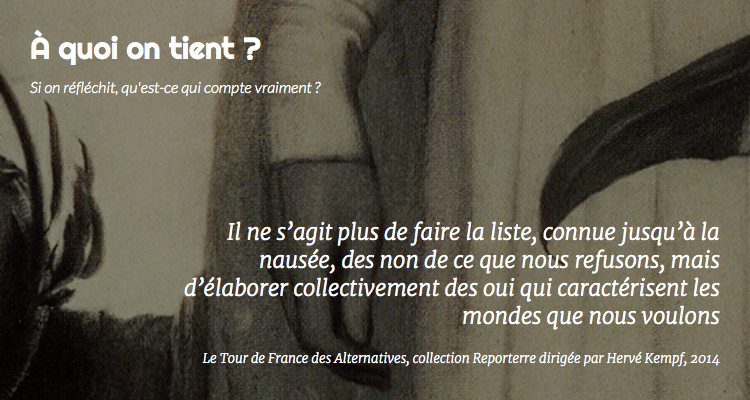 À quoi on tient ?
Si on réfléchit, qu'est-ce qui compte vraiment ?
Il ne s’agit plus de faire la liste, connue jusqu’à la
nausée, des non de ce que nous refusons, mais
d’élaborer collectivement des oui qui caractérisent les
mondes que nous voulons
Le Tour de France des Alternatives, collection Reporterre dirigée par Hervé Kempf, 2014